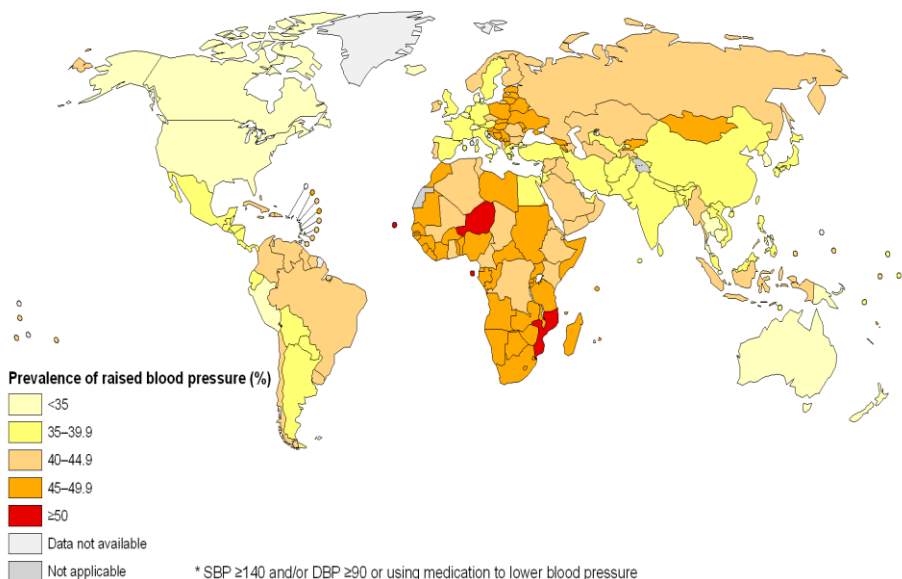 Prevalence of raised blood pressure (%)
<35
35–39.9
40–44.9
45–49.9
≥50
Data not available
Not applicable
* SBP ≥140 and/or DBP ≥90 or using medication to lower blood pressure